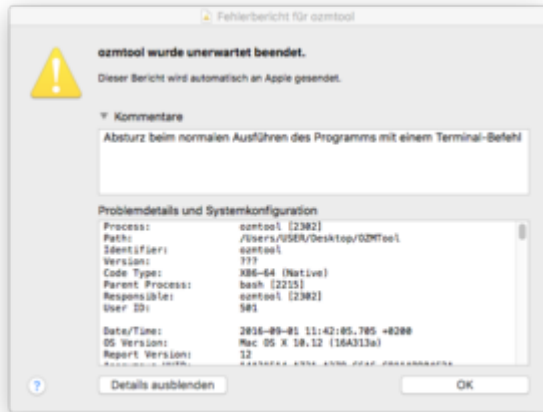 Fehlerbericht für ozmtool
ozmtool wurde unerwartet beendet.
Dieser Bericht wird automatisch an Apple gesendet.
Kommentare
Absturz beim normalen Ausführen des Programms mit einem Terminal-Befehl
Problemdetails und Systemkonfiguration
Process: ozmtool [2302]
Path: /Users/USER/Desktop/OZMTool
Identifier: ozmtool
Version: ???
Code Type: X86-64 (Native)
Parent Process: bash [2215]
Responsible: ozmtool [2302]
User ID: 501
Date/Time: 2016-09-01 11:42:05.705 +0200
OS Version: Mac OS X 10.12 (16A313a)
Report Version: 12
?
Details ausblenden
OK